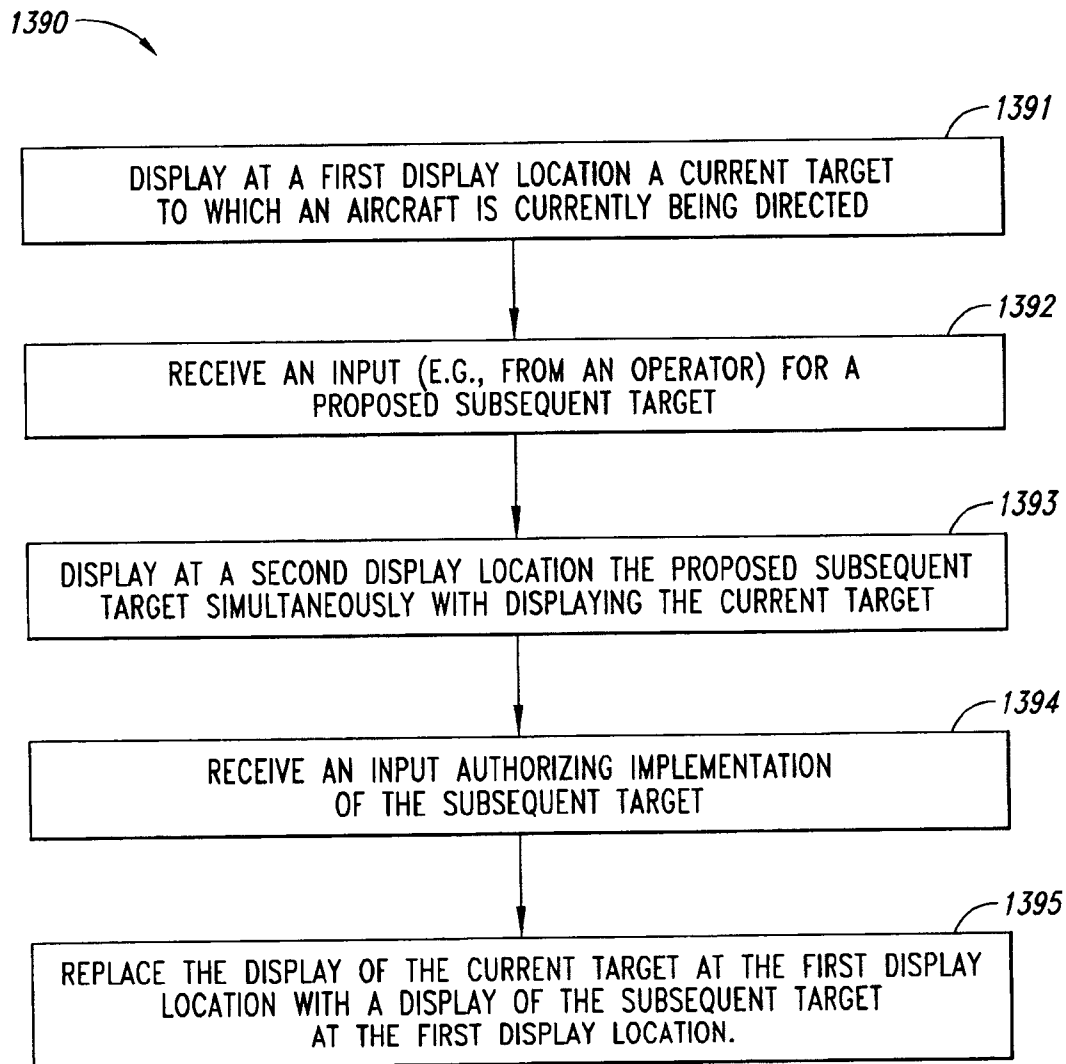 1390
1391
DISPLAY AT A FIRST DISPLAY LOCATION A CURRENT TARGET
TO WHICH AN AIRCRAFT IS CURRENTLY BEING DIRECTED
1392
RECEIVE AN INPUT (E.G., FROM AN OPERATOR) FOR A
PROPOSED SUBSEQUENT TARGET
1393
DISPLAY AT A SECOND DISPLAY LOCATION THE PROPOSED SUBSEQUENT
TARGET SIMULTANEOUSLY WITH DISPLAYING THE CURRENT TARGET
1394
RECEIVE AN INPUT AUTHORIZING IMPLEMENTATION
OF THE SUBSEQUENT TARGET
1395
REPLACE THE DISPLAY OF THE CURRENT TARGET AT THE FIRST DISPLAY
LOCATION WITH A DISPLAY OF THE SUBSEQUENT TARGET
AT THE FIRST DISPLAY LOCATION.